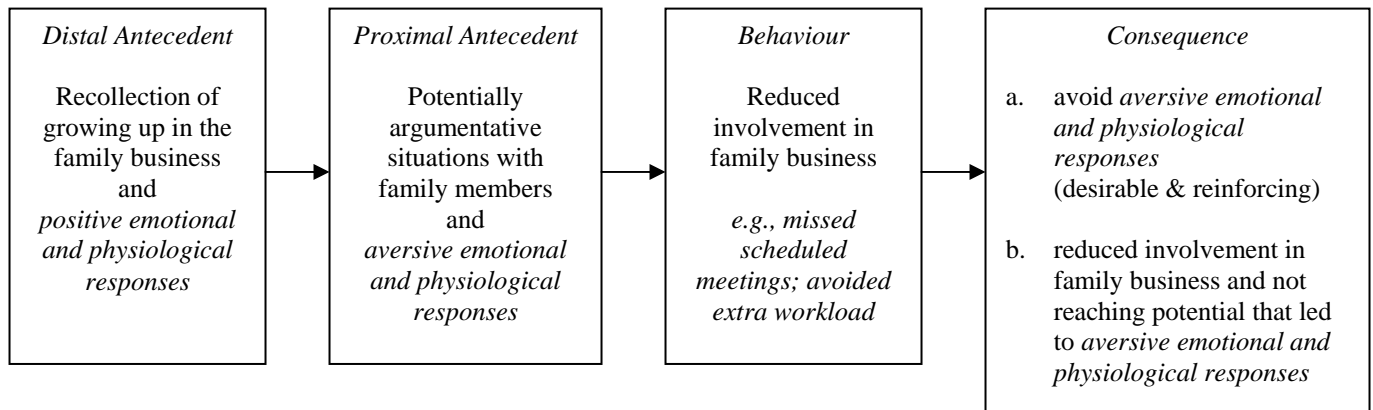 Distal Antecedent
Recollection of
growing up in the
family business
and
positive emotional
and physiological
responses
Proximal Antecedent
Potentially
argumentative
situations with
family members
and
aversive emotional
and physiological
responses
Behaviour
Reduced
involvement in
family business
e.g., missed
scheduled
meetings; avoided
extra workload
Consequence
a. avoid aversive emotional
and physiological
responses
(desirable & reinforcing)
b. reduced involvement in
family business and not
reaching potential that led
to aversive emotional and
physiological responses